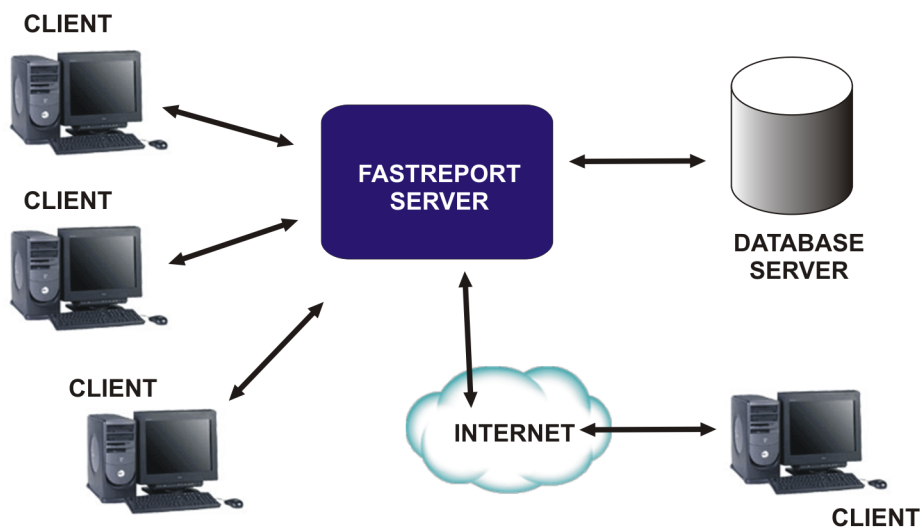 CLIENT
FASTREPORT
SERVER
CLIENT
DATABASE
SERVER
CLIENT
INTERNET
CLIENT